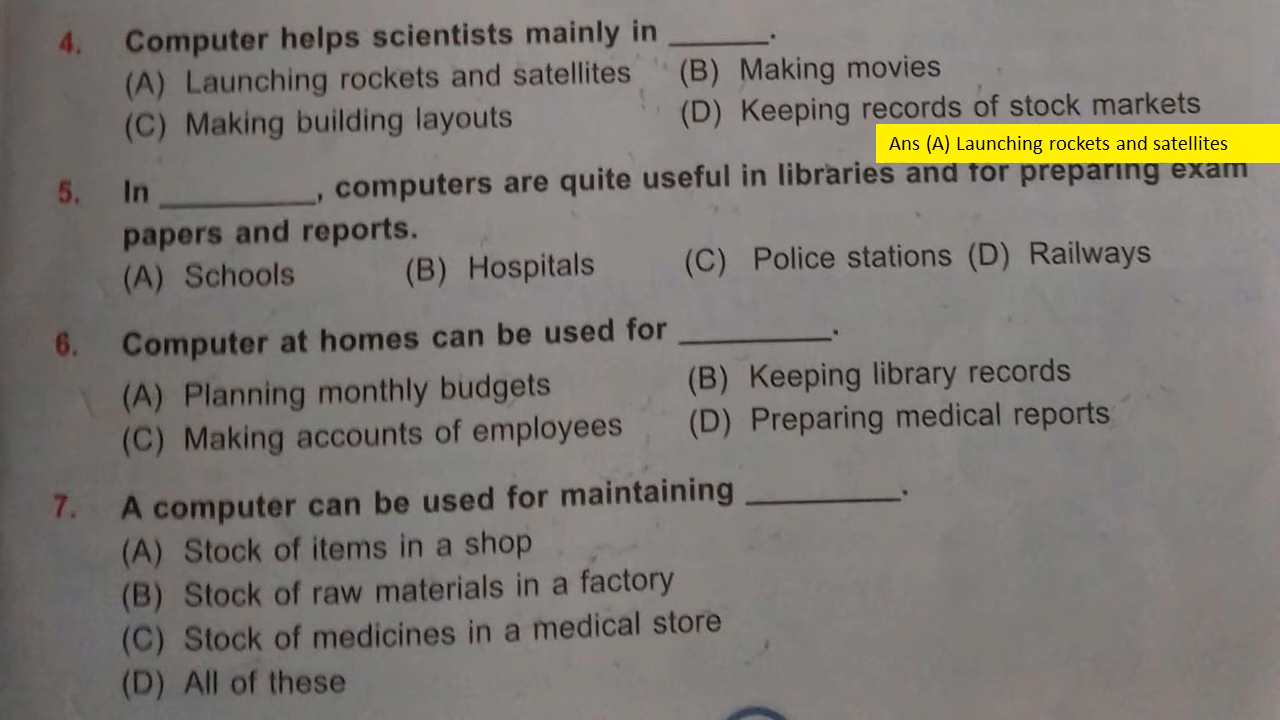 4. Computer helps scientists mainly in ______.
(A) Launching rockets and satellites (B) Making movies
(C) Making building layouts (D) Keeping records of stock markets
Ans (A) Launching rockets and satellites
5. In _________, computers are quite useful in libraries and for preparing exam
papers and reports.
(A) Schools (B) Hospitals (C) Police stations (D) Railways
6. Computer at homes can be used for _________.
(A) Planning monthly budgets (B) Keeping library records
(C) Making accounts of employees (D) Preparing medical reports
7. A computer can be used for maintaining _________.
(A) Stock of items in a shop
(B) Stock of raw materials in a factory
(C) Stock of medicines in a medical store
(D) All of these